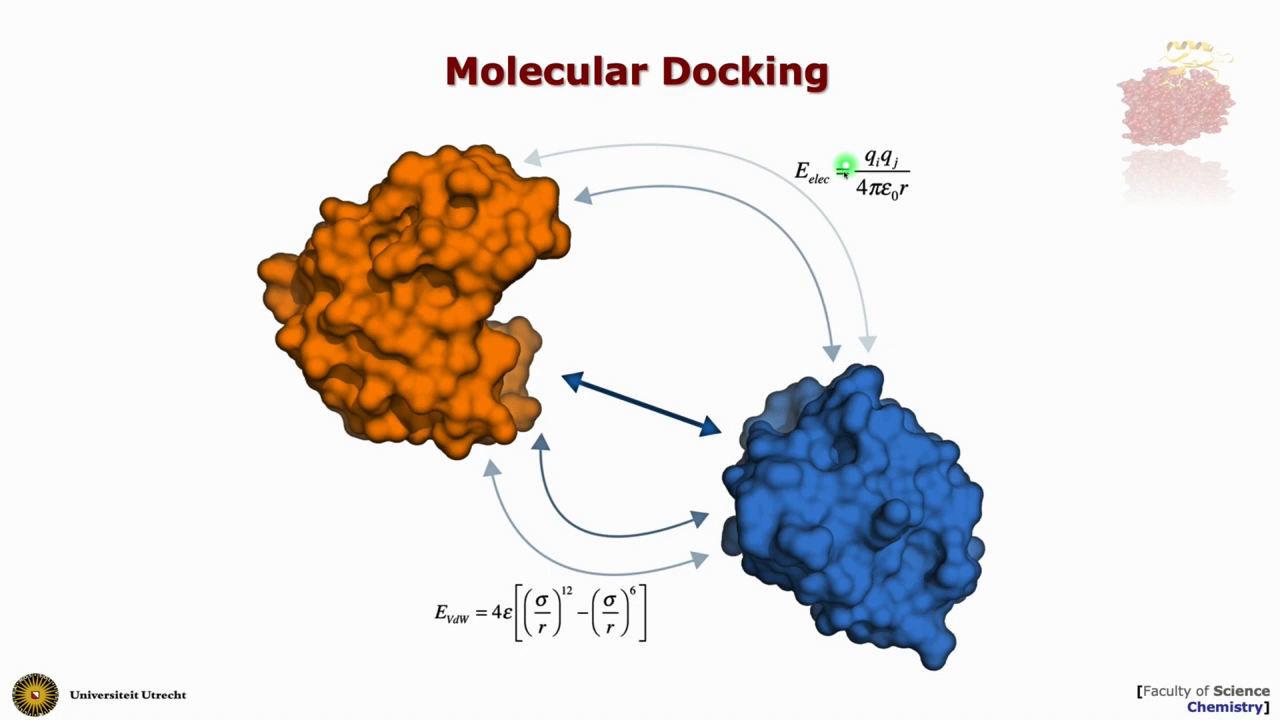 Molecular Docking
E_elec = q_i q_j / 4πε_0 r
E_VdW = 4ε[(σ/r)^12 − (σ/r)^6]
Universiteit Utrecht
[Faculty of Science
Chemistry]